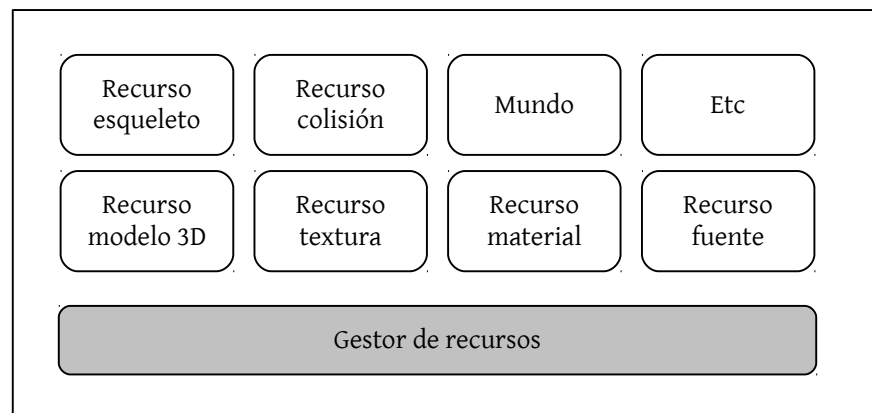 Recurso
esqueleto
Recurso
colisión
Mundo
Etc
Recurso
modelo 3D
Recurso
textura
Recurso
material
Recurso
fuente
Gestor de recursos